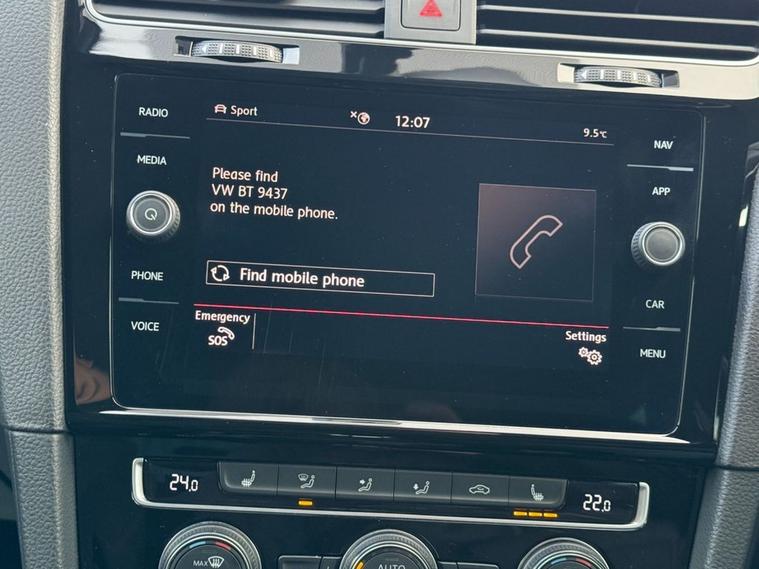 RADIO
MEDIA
PHONE
VOICE
Sport
12:07
9.5°C
Please find
VW BT 9437
on the mobile phone.
Find mobile phone
Emergency
SOS
Settings
NAV
APP
CAR
MENU
24.0
22.0
MAX
AUTO